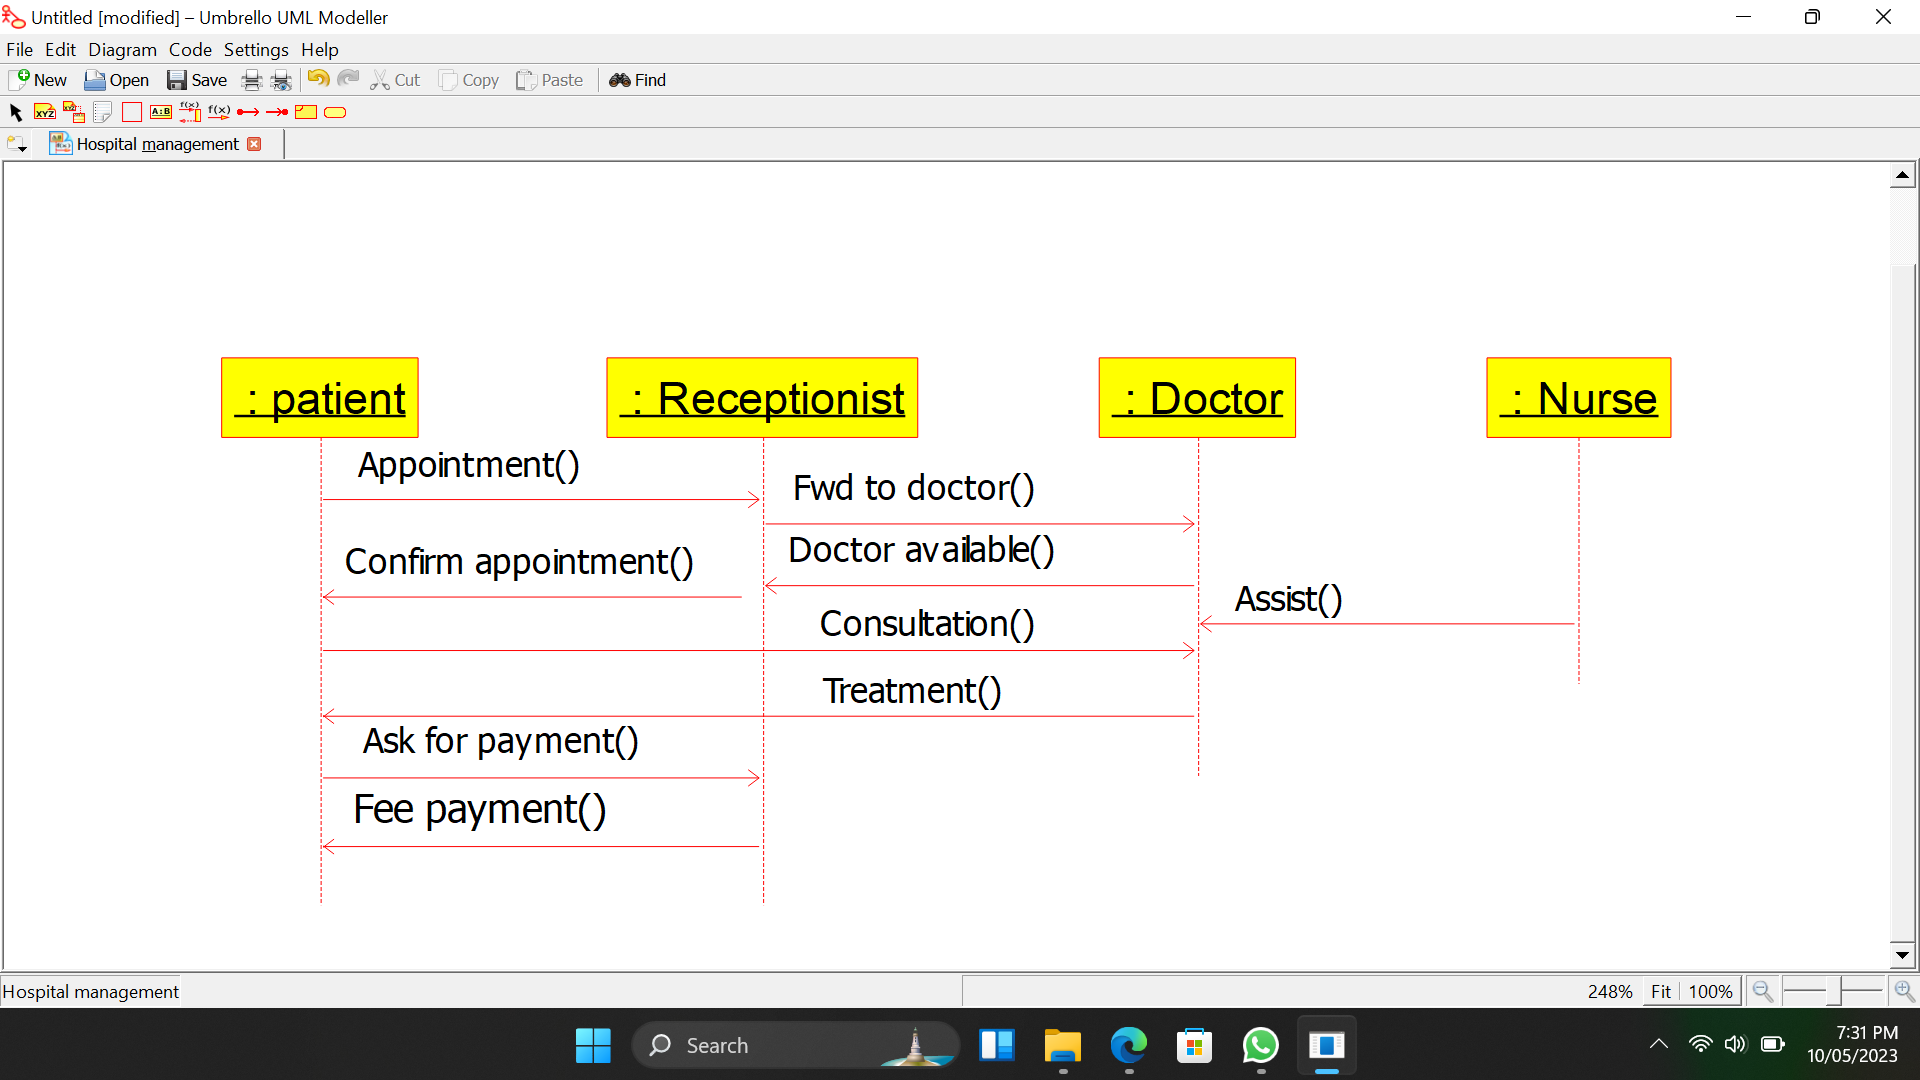 Untitled [modified] – Umbrello UML Modeller
File Edit Diagram Code Settings Help
New Open Save Cut Copy Paste Find
XYZ XYZ A:B f(x) f(x)
Hospital management
: patient : Receptionist : Doctor : Nurse
Appointment()
Fwd to doctor()
Doctor available()
Confirm appointment()
Assist()
Consultation()
Treatment()
Ask for payment()
Fee payment()
Hospital management 248% Fit 100%
Search
7:31 PM
10/05/2023